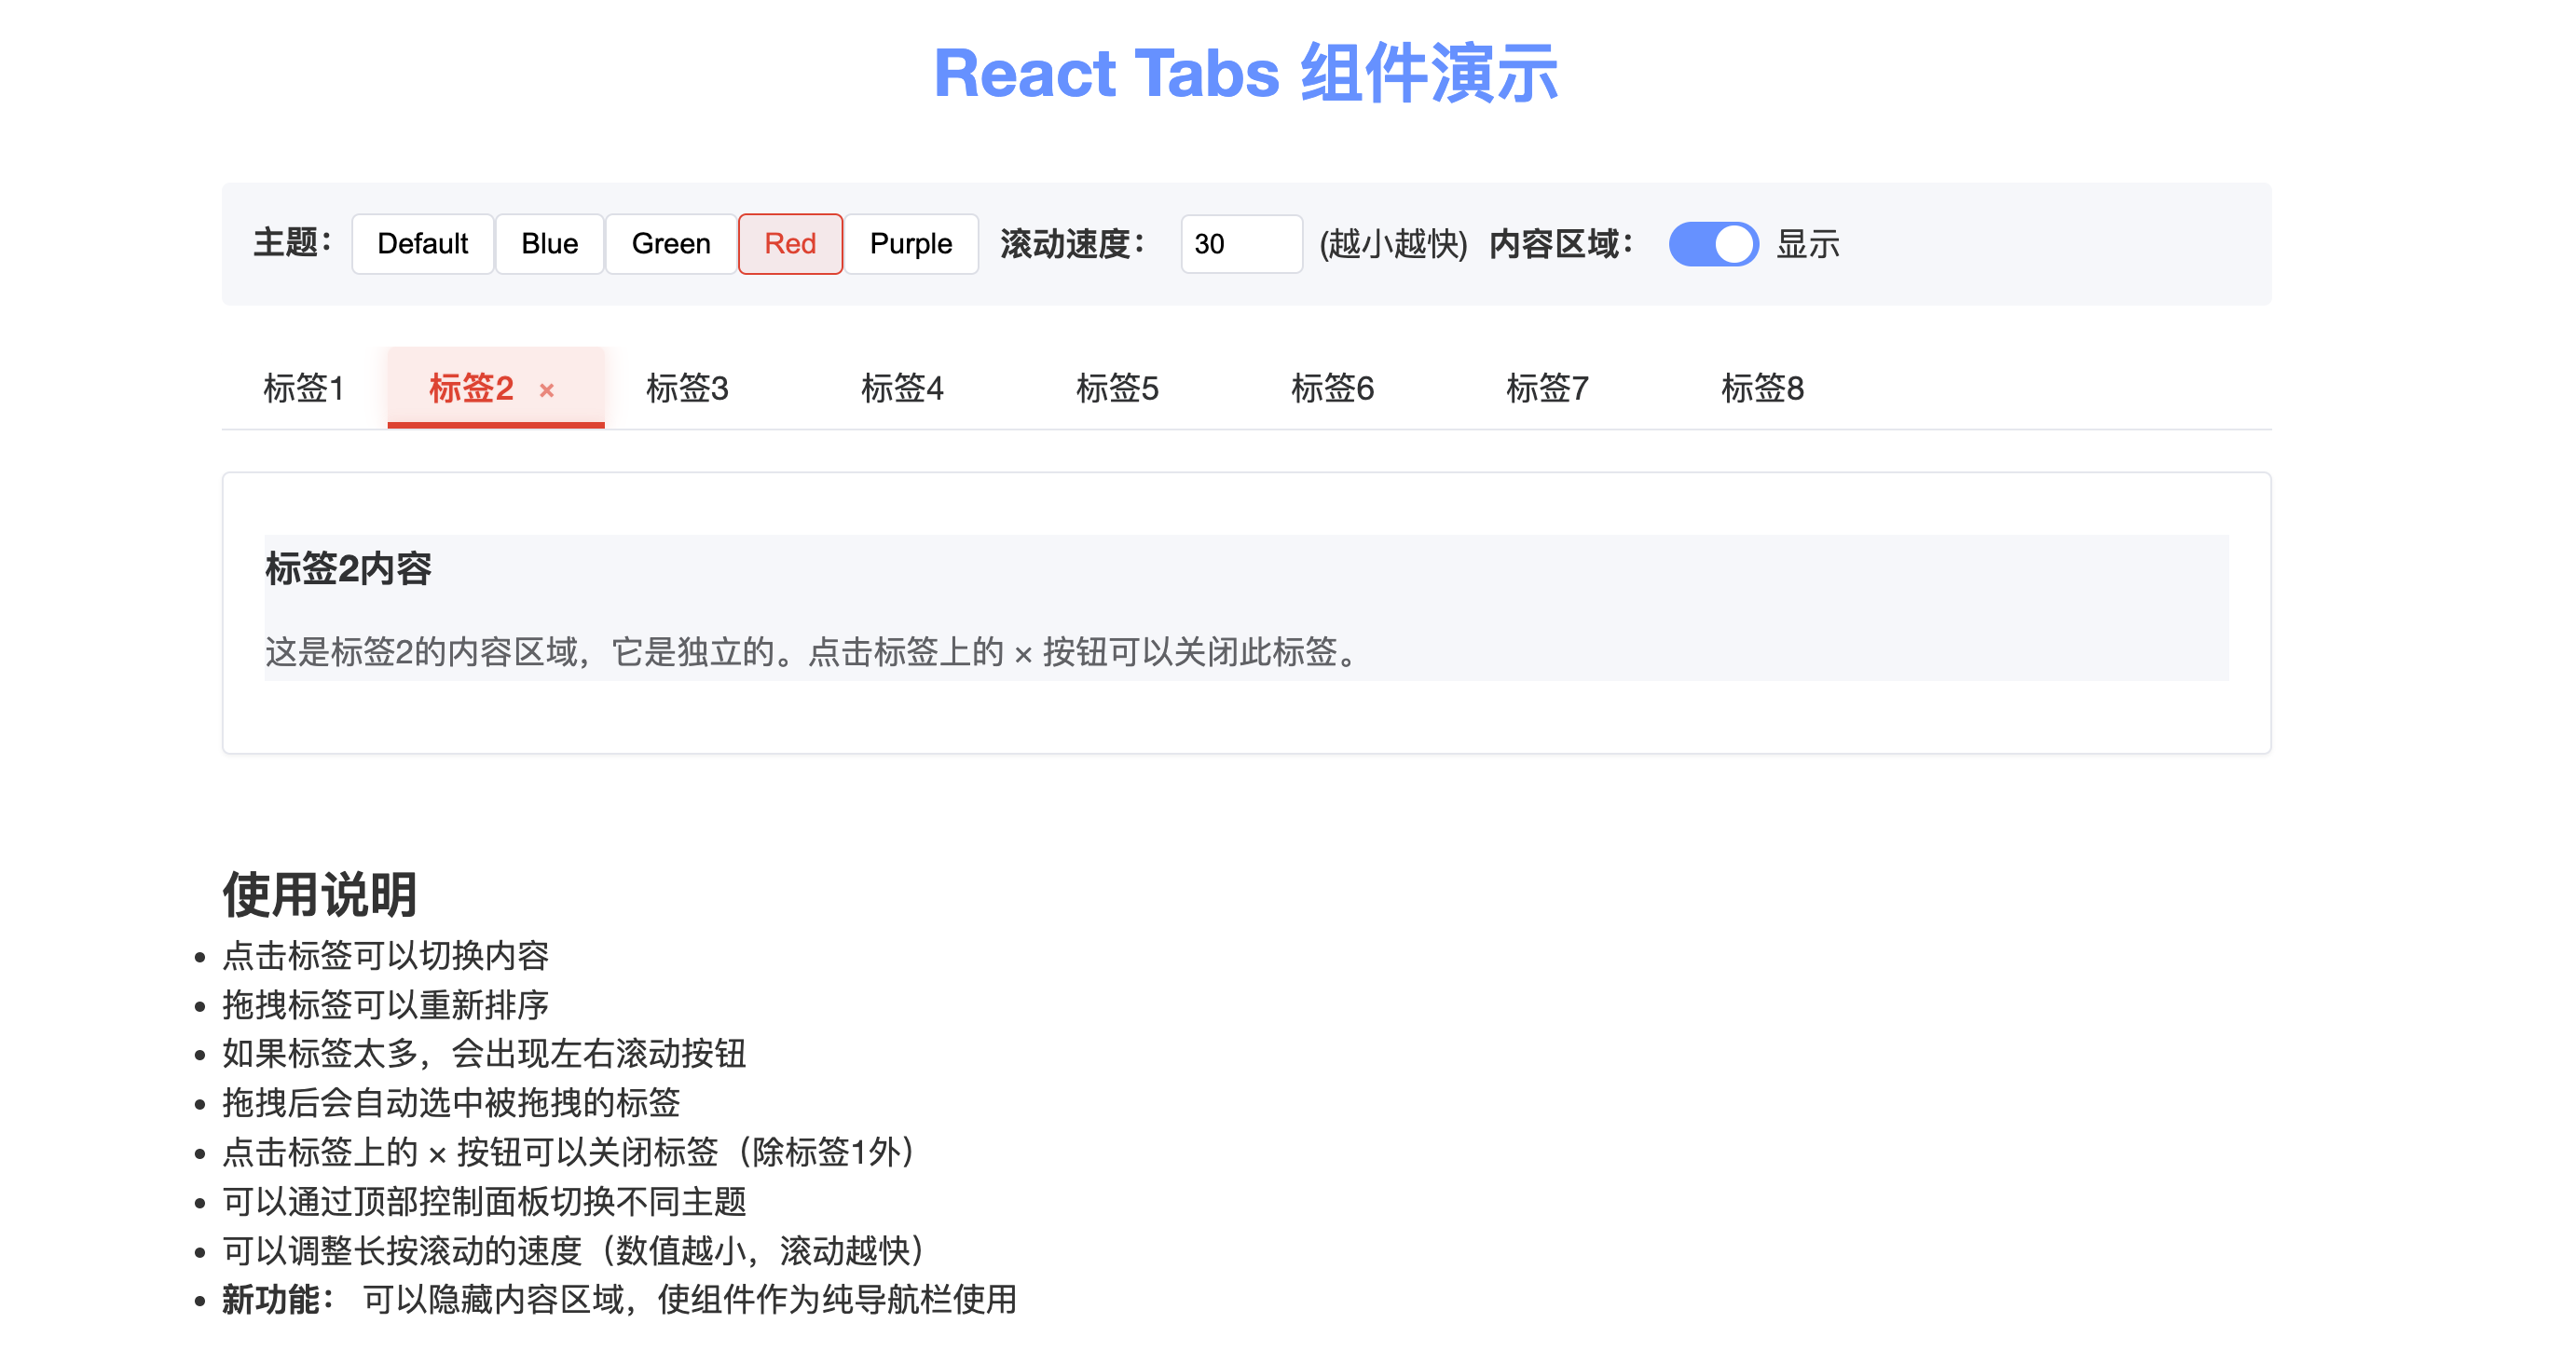 React Tabs 组件演示
主题： Default Blue Green Red Purple 滚动速度： 30 (越小越快) 内容区域： 显示
标签1 标签2 × 标签3 标签4 标签5 标签6 标签7 标签8
标签2内容
这是标签2的内容区域，它是独立的。点击标签上的 × 按钮可以关闭此标签。
使用说明
• 点击标签可以切换内容
• 拖拽标签可以重新排序
• 如果标签太多，会出现左右滚动按钮
• 拖拽后会自动选中被拖拽的标签
• 点击标签上的 × 按钮可以关闭标签（除标签1外）
• 可以通过顶部控制面板切换不同主题
• 可以调整长按滚动的速度（数值越小，滚动越快）
• 新功能： 可以隐藏内容区域，使组件作为纯导航栏使用